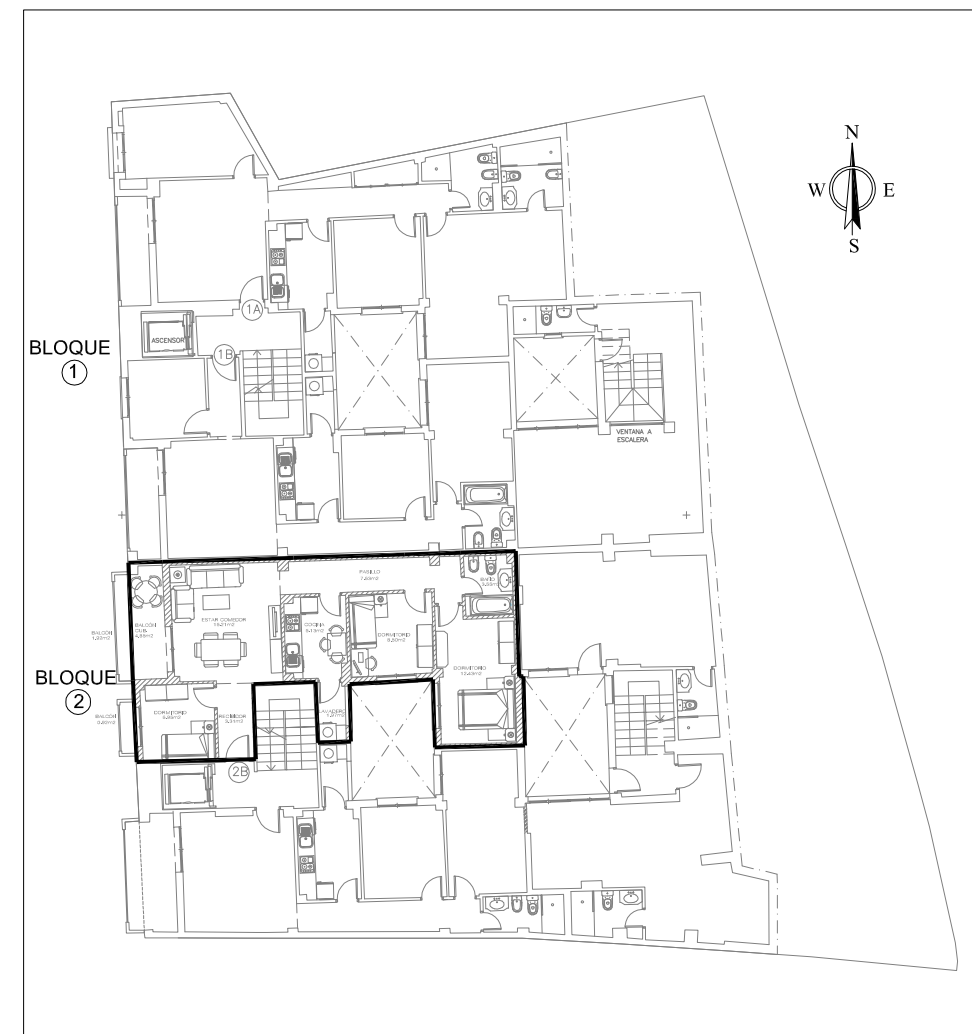 N
W E
S
1A
ASCENSOR
BLOQUE
1
1B
VENTANA A
ESCALERA
PASILLO
BAÑO
ESTAR COMEDOR
COCINA
BALCON
CUB.
DORMITORIO
BALCON
DORMITORIO
BLOQUE
2
DORMITORIO
RECIBIDOR
LAVADERO
BALCON
2B